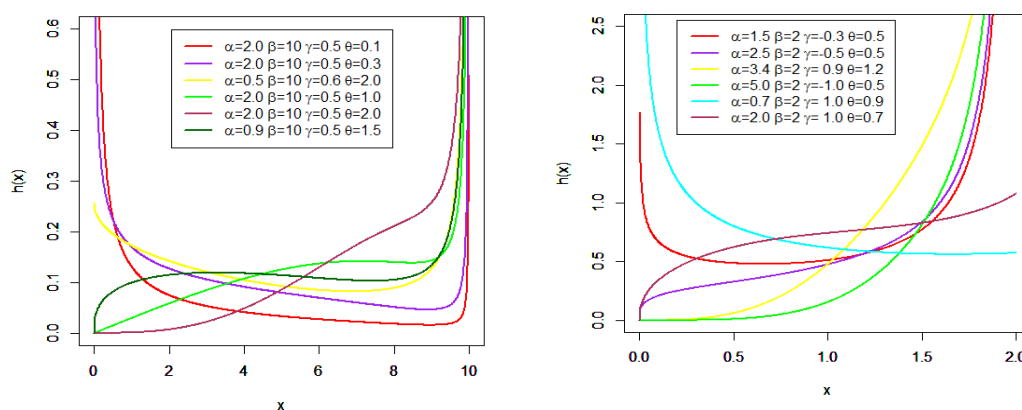 α=2.0 β=10 γ=0.5 θ=0.1
α=2.0 β=10 γ=0.5 θ=0.3
α=0.5 β=10 γ=0.6 θ=2.0
α=2.0 β=10 γ=0.5 θ=1.0
α=2.0 β=10 γ=0.5 θ=2.0
α=0.9 β=10 γ=0.5 θ=1.5
h(x)
0.6
0.5
0.4
0.3
0.2
0.1
0.0
0 2 4 6 8 10
x
α=1.5 β=2 γ=-0.3 θ=0.5
α=2.5 β=2 γ=-0.5 θ=0.5
α=3.4 β=2 γ= 0.9 θ=1.2
α=5.0 β=2 γ=-1.0 θ=0.5
α=0.7 β=2 γ= 1.0 θ=0.9
α=2.0 β=2 γ= 1.0 θ=0.7
h(x)
2.5
2.0
1.5
1.0
0.5
0.0
0.0 0.5 1.0 1.5 2.0
x